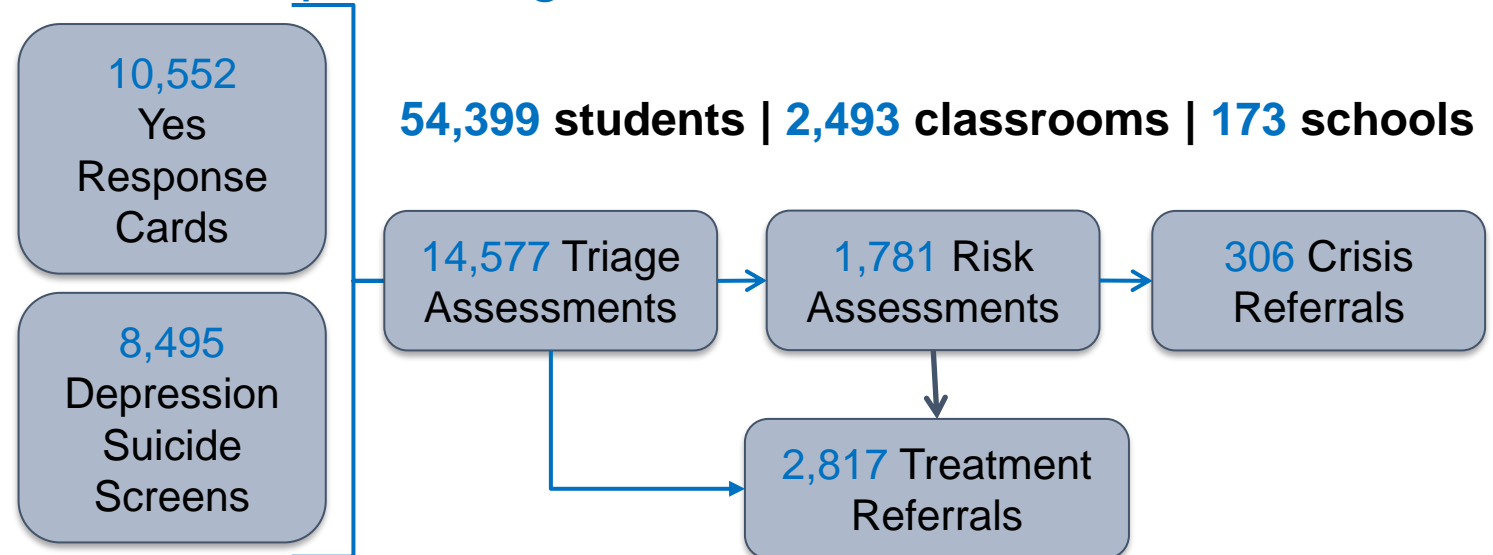 10,552
Yes
Response
Cards
54,399 students | 2,493 classrooms | 173 schools
8,495
Depression
Suicide
Screens
14,577 Triage
Assessments
1,781 Risk
Assessments
306 Crisis
Referrals
2,817 Treatment
Referrals